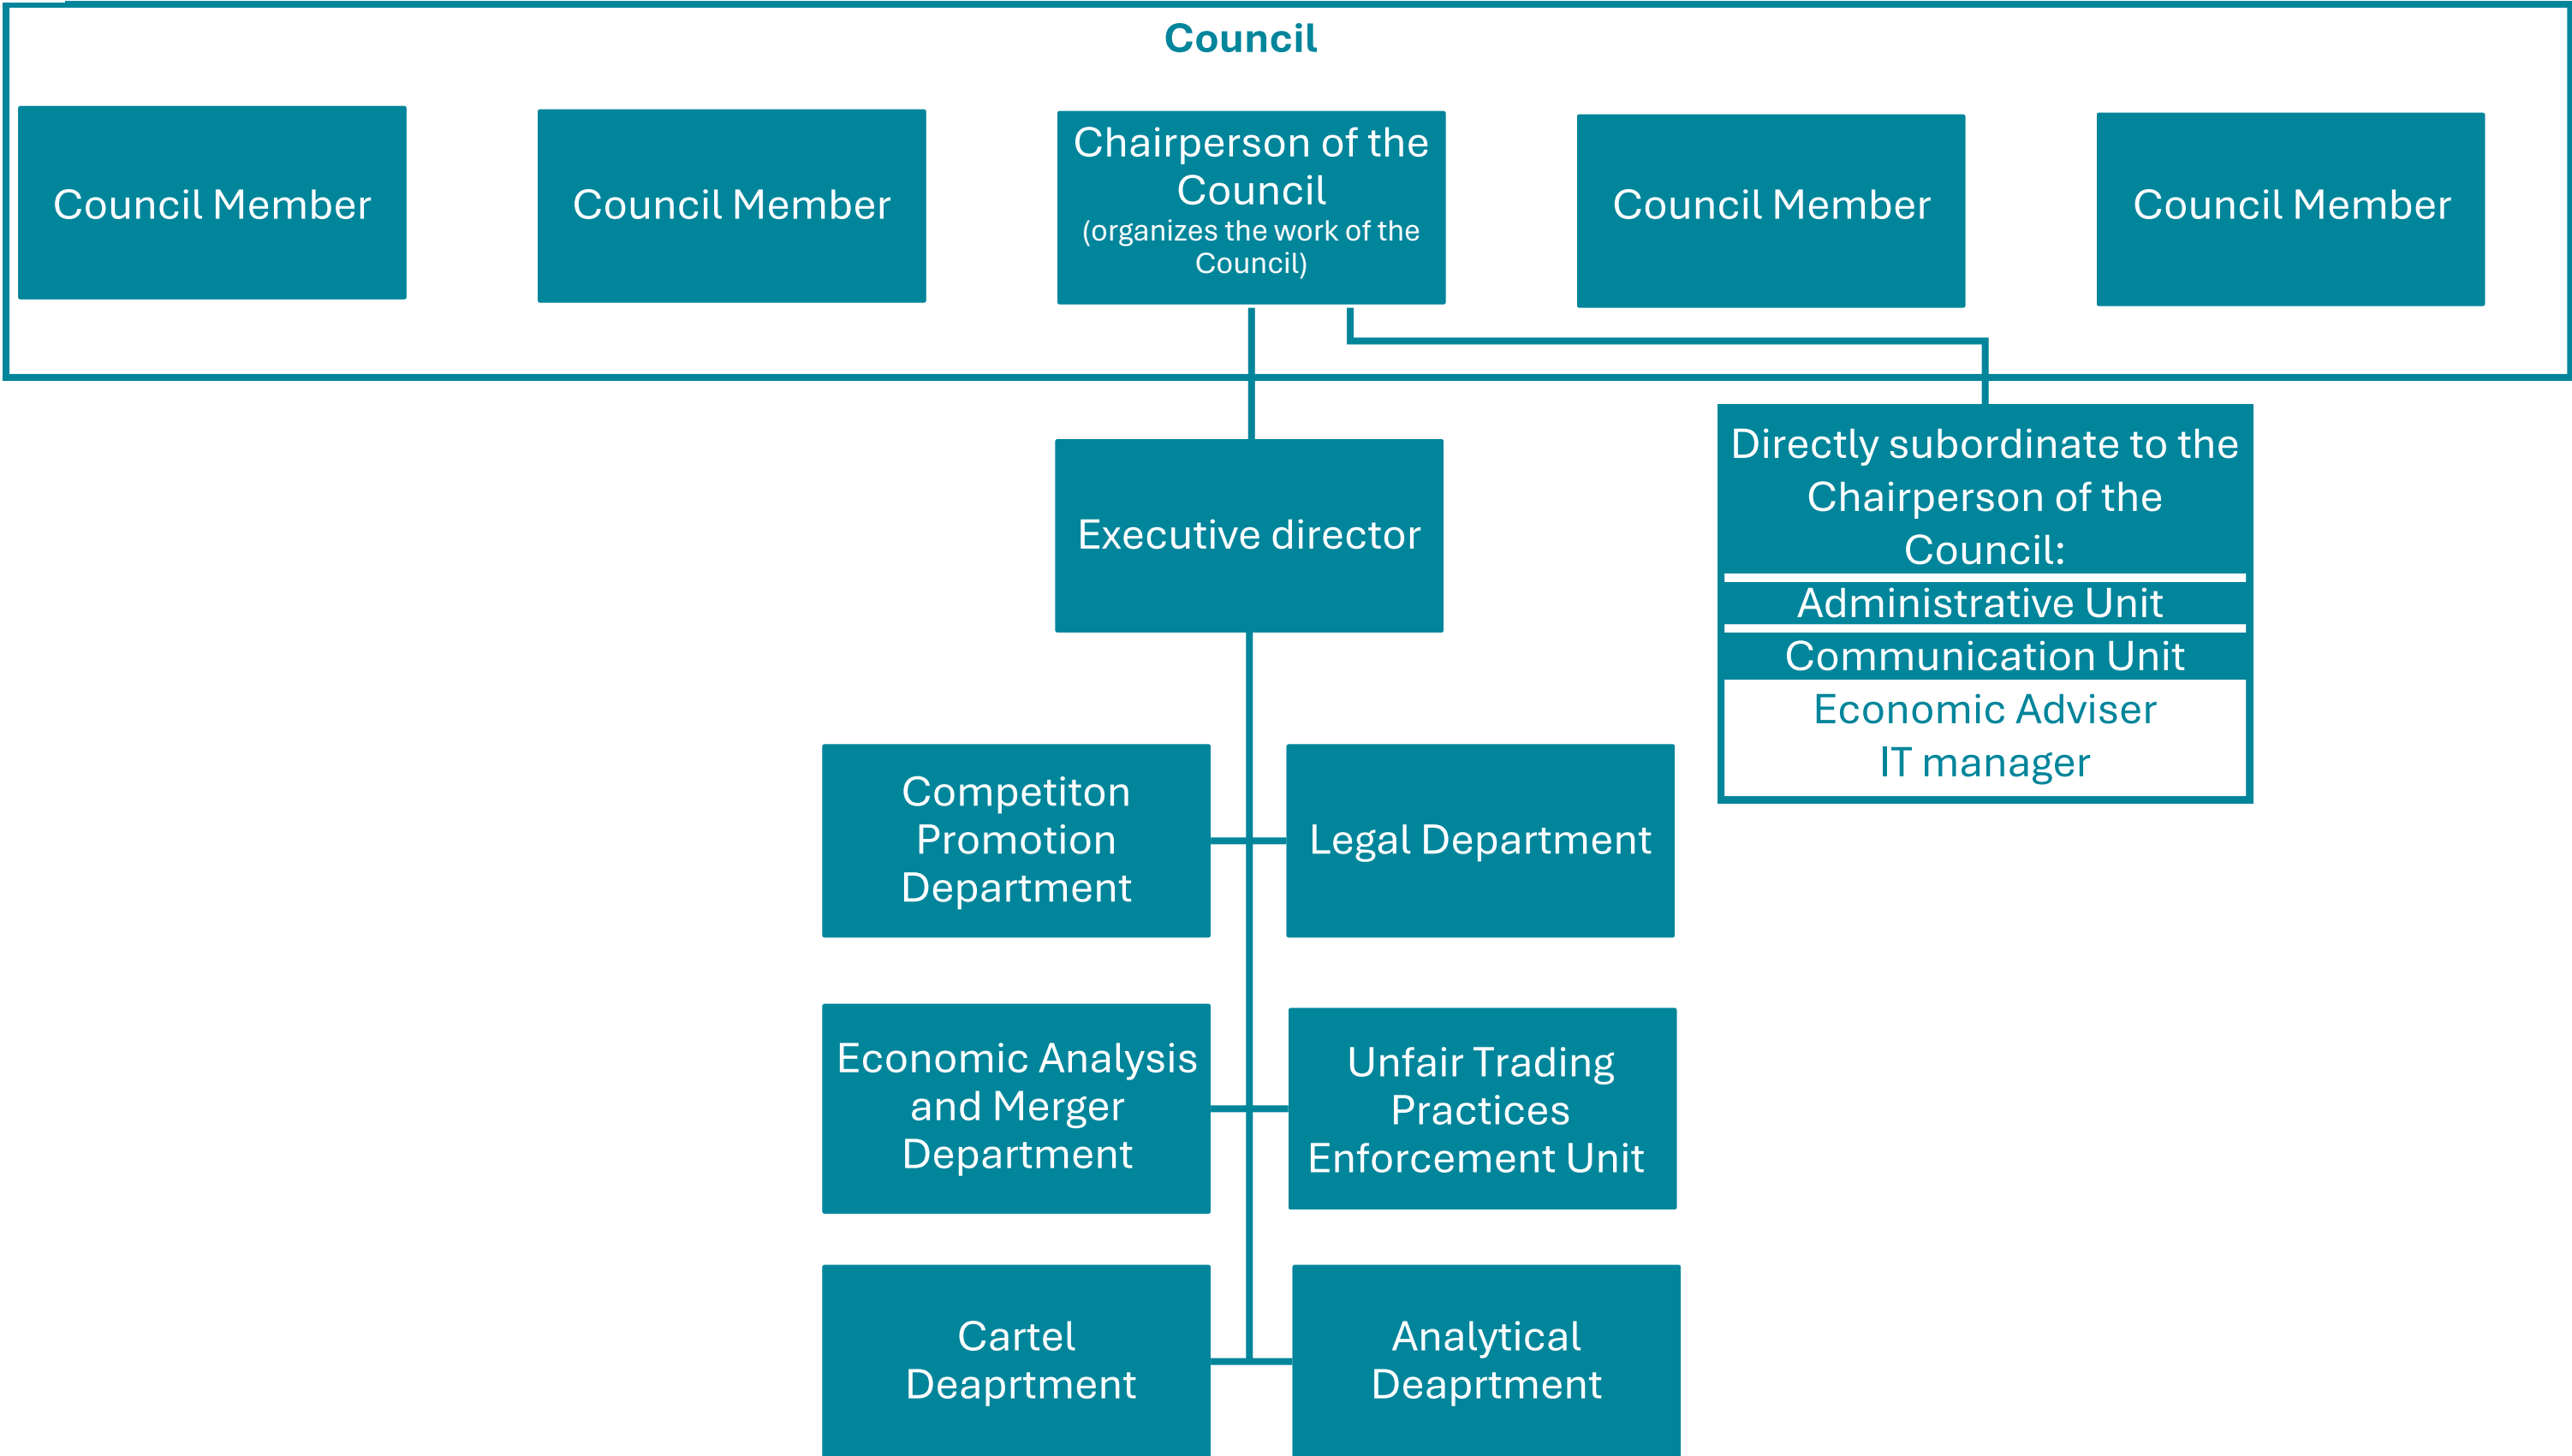 Council
Council Member
Council Member
Chairperson of the
Council
(organizes the work of the
Council)
Council Member
Council Member
Executive director
Directly subordinate to the
Chairperson of the
Council:
Administrative Unit
Communication Unit
Economic Adviser
IT manager
Competiton
Promotion
Department
Legal Department
Economic Analysis
and Merger
Department
Unfair Trading
Practices
Enforcement Unit
Cartel
Deaprtment
Analytical
Deaprtment